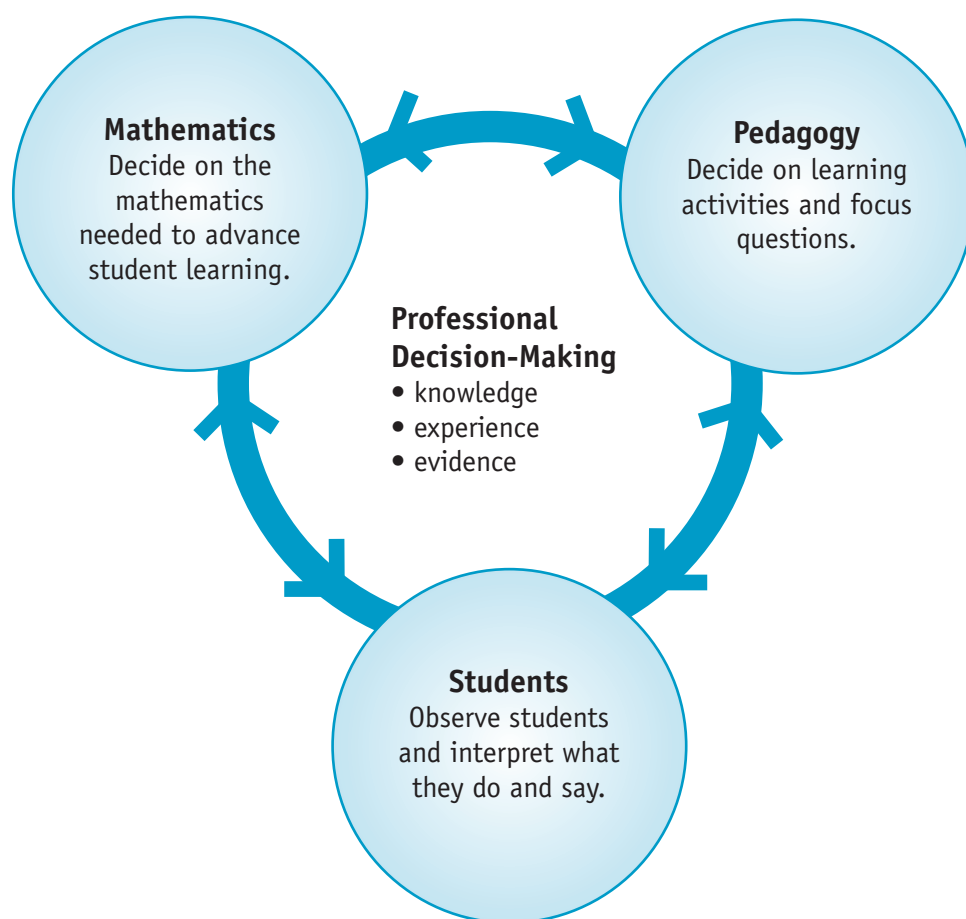 Mathematics
Decide on the
mathematics
needed to advance
student learning.
Pedagogy
Decide on learning
activities and focus
questions.
Professional
Decision-Making
• knowledge
• experience
• evidence
Students
Observe students
and interpret what
they do and say.